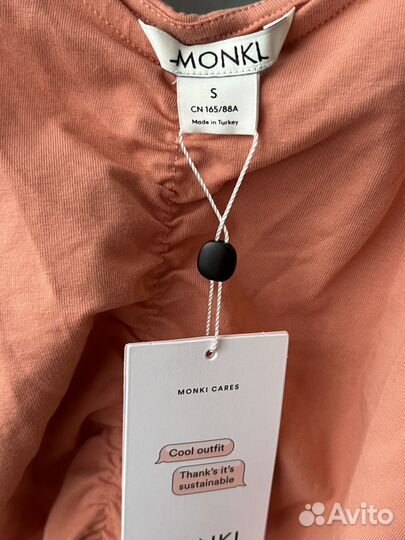 MONKI
S
CN 165/88A
Made in Turkey
MONKI CARES
Cool outfit
Thank's it's
sustainable
MONKI
Avito